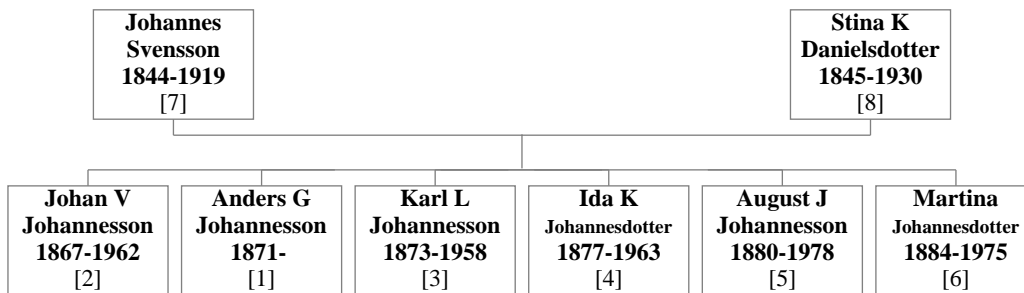 Johannes
Svensson
1844-1919
[7]
Stina K
Danielsdotter
1845-1930
[8]
Johan V
Johannesson
1867-1962
[2]
Anders G
Johannesson
1871-
[1]
Karl L
Johannesson
1873-1958
[3]
Ida K
Johannesdotter
1877-1963
[4]
August J
Johannesson
1880-1978
[5]
Martina
Johannesdotter
1884-1975
[6]